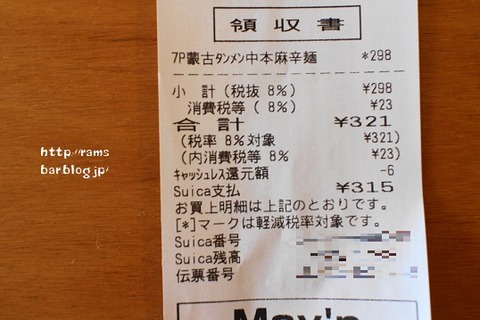 領収書
7P蒙古タンメン中本麻辛麺 *298
小 計(税抜 8%) ¥298
消費税等( 8%) ¥23
合計 ¥321
(税率 8%対象 ¥321)
(内消費税等 8% ¥23)
キャッシュレス還元額 -6
Suica支払 ¥315
お買上明細は上記のとおりです。
[*]マークは軽減税率対象です。
Suica番号
Suica残高
伝票番号
http://rams
barblog.jp/